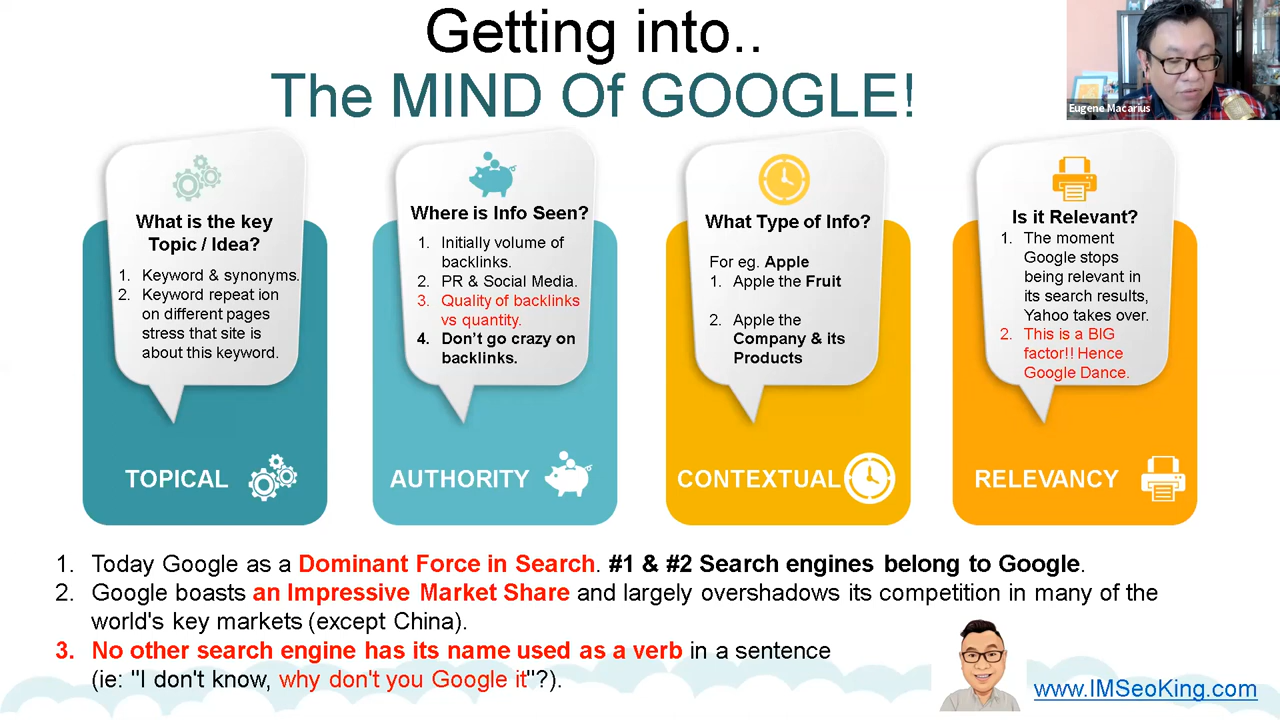 Getting into..
The MIND Of GOOGLE!
Eugene Macarius
What is the key
Topic / Idea?
1. Keyword & synonyms.
2. Keyword repeat ion
on different pages
stress that site is
about this keyword.
TOPICAL
Where is Info Seen?
1. Initially volume of
backlinks.
2. PR & Social Media.
3. Quality of backlinks
vs quantity.
4. Don't go crazy on
backlinks.
AUTHORITY
What Type of Info?
For eg. Apple
1. Apple the Fruit
2. Apple the
Company & its
Products
CONTEXTUAL
Is it Relevant?
1. The moment
Google stops
being relevant in
its search results,
Yahoo takes over.
2. This is a BIG
factor!! Hence
Google Dance.
RELEVANCY
1. Today Google as a Dominant Force in Search. #1 & #2 Search engines belong to Google.
2. Google boasts an Impressive Market Share and largely overshadows its competition in many of the
world's key markets (except China).
3. No other search engine has its name used as a verb in a sentence
(ie: "I don't know, why don't you Google it"?).
www.IMSeoKing.com